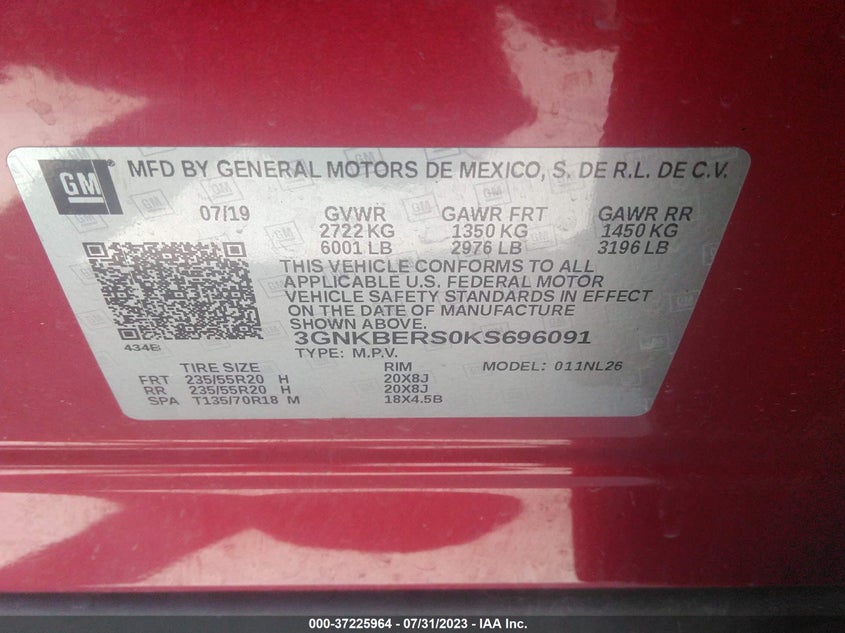 GM
MFD BY GENERAL MOTORS DE MEXICO, S. DE R.L. DE C.V.
07/19 GVWR GAWR FRT GAWR RR
2722 KG 1350 KG 1450 KG
6001 LB 2976 LB 3196 LB
THIS VEHICLE CONFORMS TO ALL
APPLICABLE U.S. FEDERAL MOTOR
VEHICLE SAFETY STANDARDS IN EFFECT
ON THE DATE OF MANUFACTURE
SHOWN ABOVE.
434B
3GNKBERS0KS696091
TYPE: M.P.V.
TIRE SIZE RIM MODEL: 011NL26
FRT 235/55R20 H 20X8J
RR 235/55R20 H 20X8J
SPA T135/70R18 M 18X4.5B
000-37225964 / 07/31/2023 - IAA Inc.